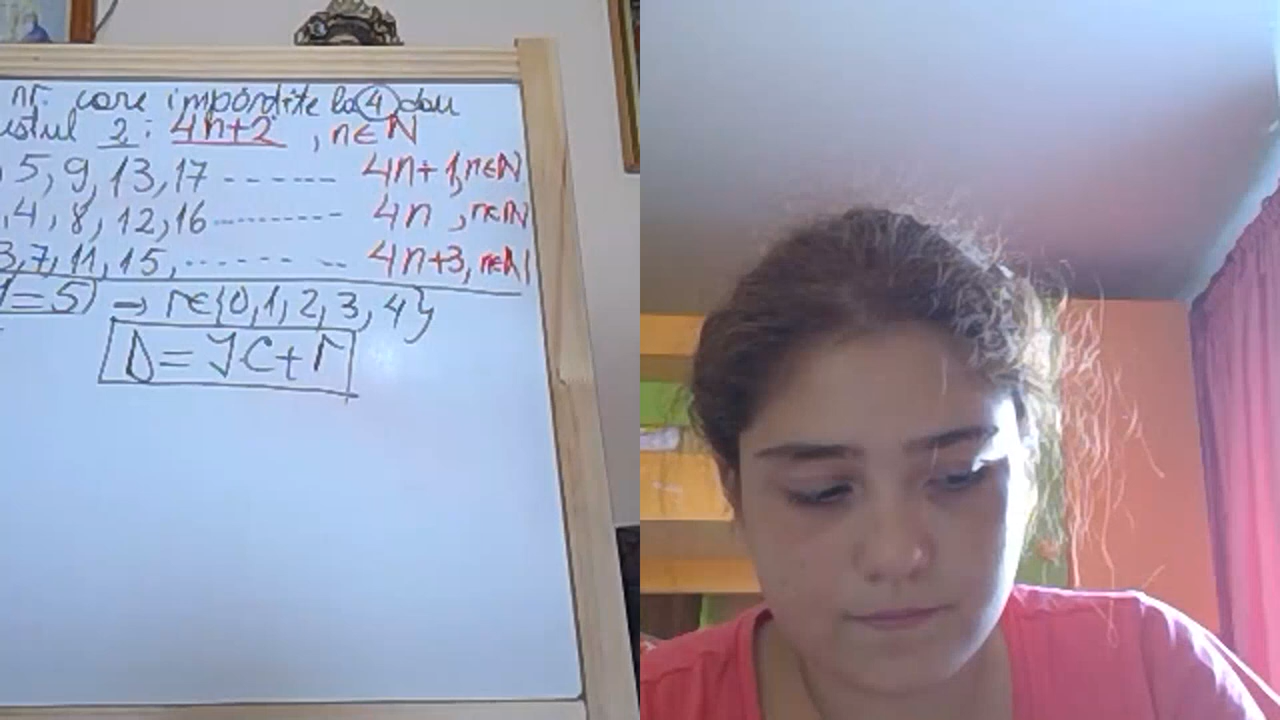 nr. care împărțite la 4 dau
restul 2: 4n+2, n∈N
5, 9, 13, 17 ------- 4n+1, n∈N
4, 8, 12, 16 --------- 4n, n∈N
3, 7, 11, 15, ------- -- 4n+3, n∈N
=5) → r∈{0,1,2,3,4}
D=ÎC+r